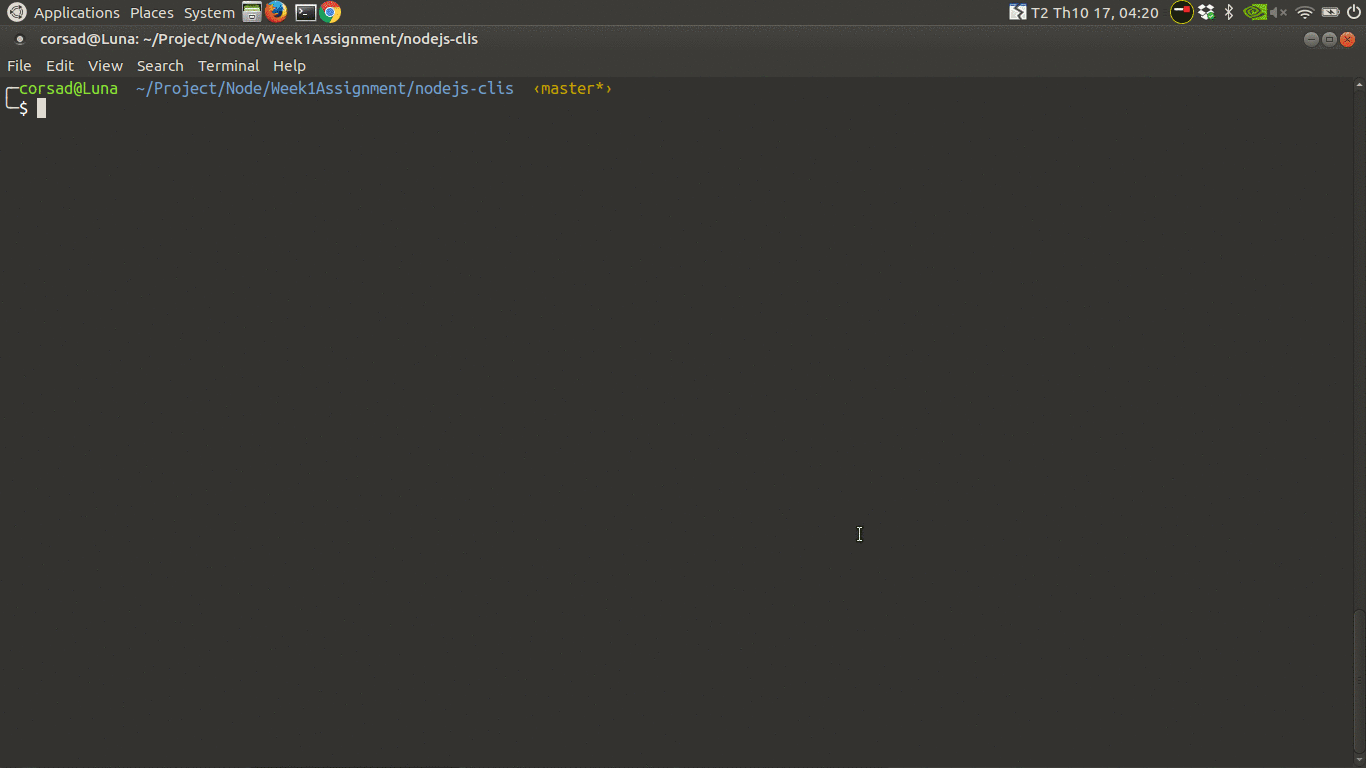 Applications Places System T2 Th10 17, 04:20
corsad@Luna: ~/Project/Node/Week1Assignment/nodejs-clis
File Edit View Search Terminal Help
╭─corsad@Luna ~/Project/Node/Week1Assignment/nodejs-clis ‹master*›
╰─$